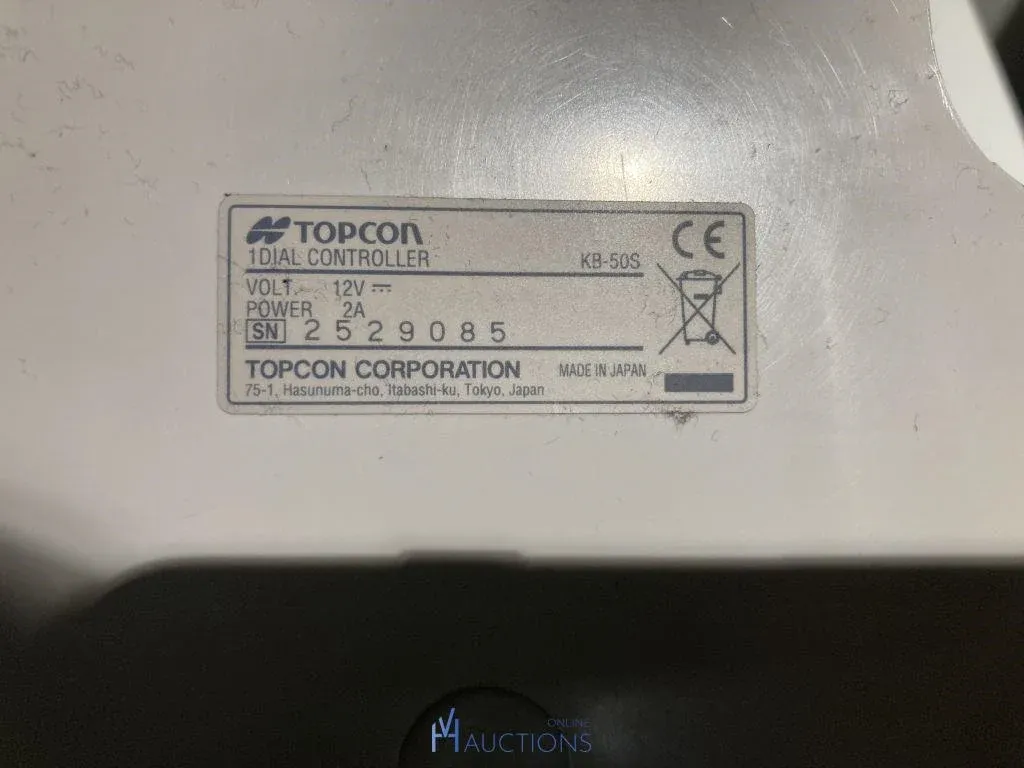 TOPCON
1DIAL CONTROLLER KB-50S
VOLT. 12V
POWER 2A
SN 2529085
TOPCON CORPORATION MADE IN JAPAN
75-1, Hasunuma-cho, Itabashi-ku, Tokyo, Japan
CE
ONLINE
VH AUCTIONS